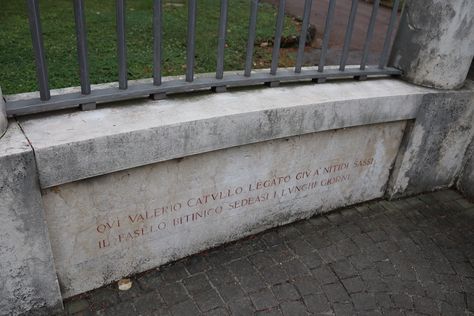 QVI VALERIO CATVLLO LEGATO GIV A' NITIDI SASSI
IL FASELO BITINICO SEDEASI I LVNGHI GIORNI